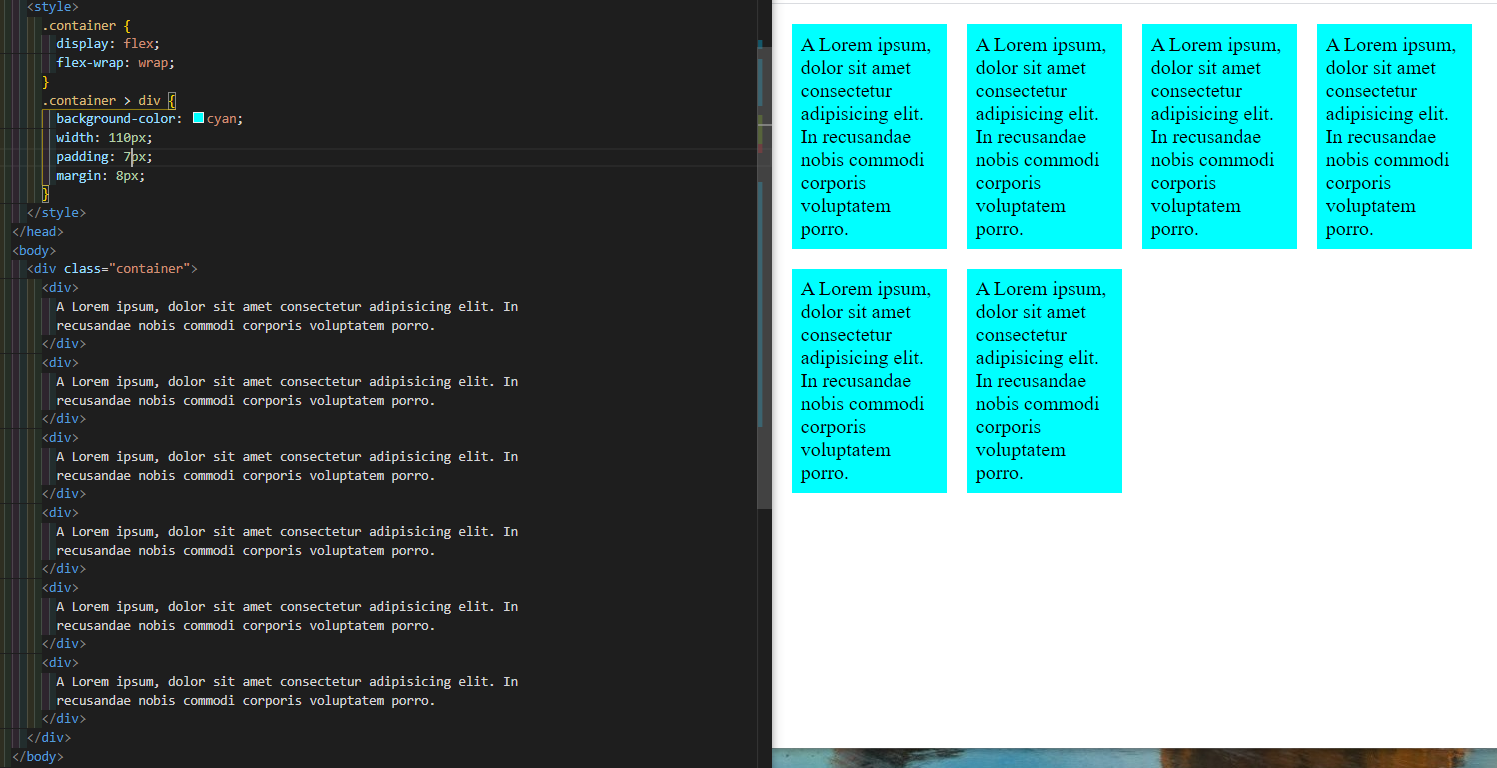 <style>
.container {
display: flex;
flex-wrap: wrap;
}
.container > div {
background-color: cyan;
width: 110px;
padding: 7px;
margin: 8px;
}
</style>
</head>
<body>
<div class="container">
<div>
A Lorem ipsum, dolor sit amet consectetur adipisicing elit. In
recusandae nobis commodi corporis voluptatem porro.
</div>
<div>
A Lorem ipsum, dolor sit amet consectetur adipisicing elit. In
recusandae nobis commodi corporis voluptatem porro.
</div>
<div>
A Lorem ipsum, dolor sit amet consectetur adipisicing elit. In
recusandae nobis commodi corporis voluptatem porro.
</div>
<div>
A Lorem ipsum, dolor sit amet consectetur adipisicing elit. In
recusandae nobis commodi corporis voluptatem porro.
</div>
<div>
A Lorem ipsum, dolor sit amet consectetur adipisicing elit. In
recusandae nobis commodi corporis voluptatem porro.
</div>
<div>
A Lorem ipsum, dolor sit amet consectetur adipisicing elit. In
recusandae nobis commodi corporis voluptatem porro.
</div>
</div>
</body>
A Lorem ipsum,
dolor sit amet
consectetur
adipisicing elit.
In recusandae
nobis commodi
corporis
voluptatem
porro.
A Lorem ipsum,
dolor sit amet
consectetur
adipisicing elit.
In recusandae
nobis commodi
corporis
voluptatem
porro.
A Lorem ipsum,
dolor sit amet
consectetur
adipisicing elit.
In recusandae
nobis commodi
corporis
voluptatem
porro.
A Lorem ipsum,
dolor sit amet
consectetur
adipisicing elit.
In recusandae
nobis commodi
corporis
voluptatem
porro.
A Lorem ipsum,
dolor sit amet
consectetur
adipisicing elit.
In recusandae
nobis commodi
corporis
voluptatem
porro.
A Lorem ipsum,
dolor sit amet
consectetur
adipisicing elit.
In recusandae
nobis commodi
corporis
voluptatem
porro.